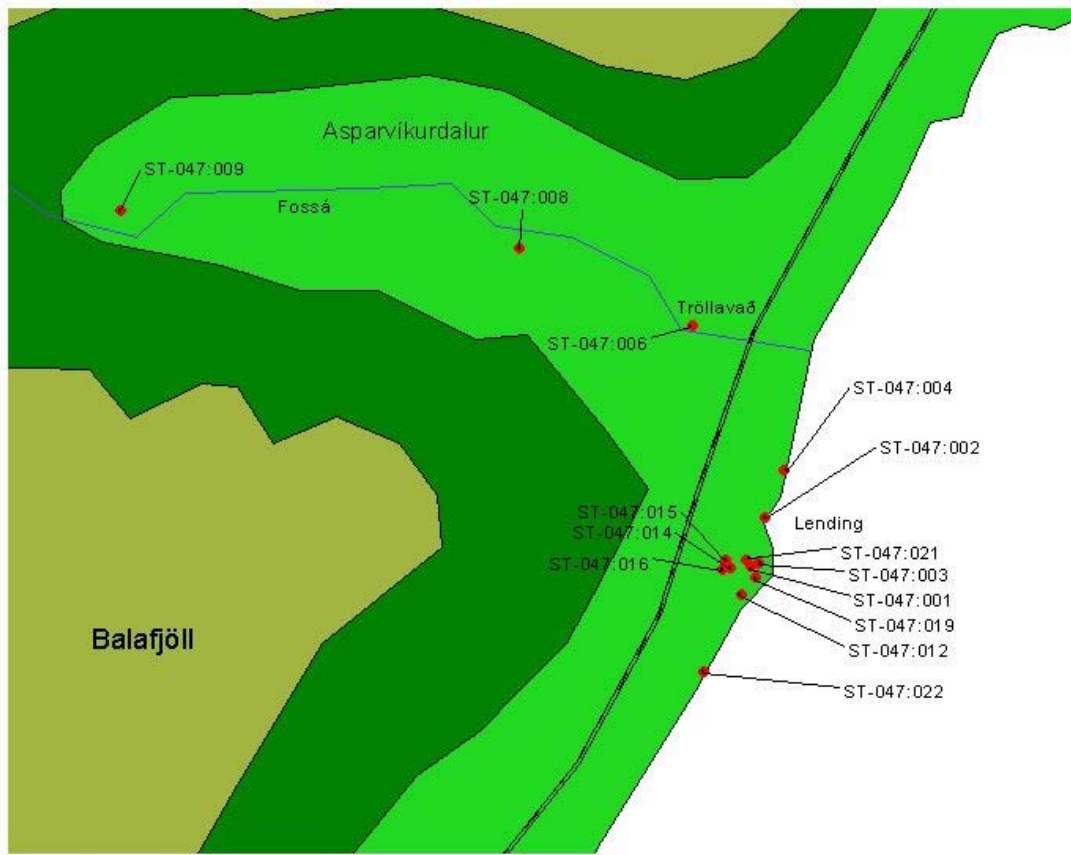 Asparvíkurdalur
ST-047:009
ST-047:008
Fossá
Tröllavað
ST-047:006
ST-047:004
ST-047:002
ST-047:015
Lending
ST-047:014
ST-047:021
ST-047:016
ST-047:003
ST-047:001
ST-047:019
Balafjöll
ST-047:012
ST-047:022